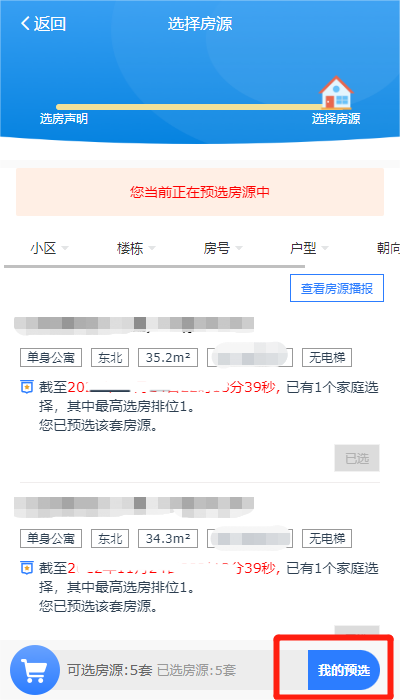 返回
选择房源
选房声明
选择房源
您当前正在预选房源中
小区 楼栋 房号 户型 朝向
查看房源播报
单身公寓 东北 35.2m² 无电梯
截至20 分39秒, 已有1个家庭选
择，其中最高选房排位1。
您已预选该套房源。
已选
单身公寓 东北 34.3m² 无电梯
截至 分39秒, 已有1个家庭选
择，其中最高选房排位1。
您已预选该套房源。
可选房源:5套 已选房源:5套
我的预选